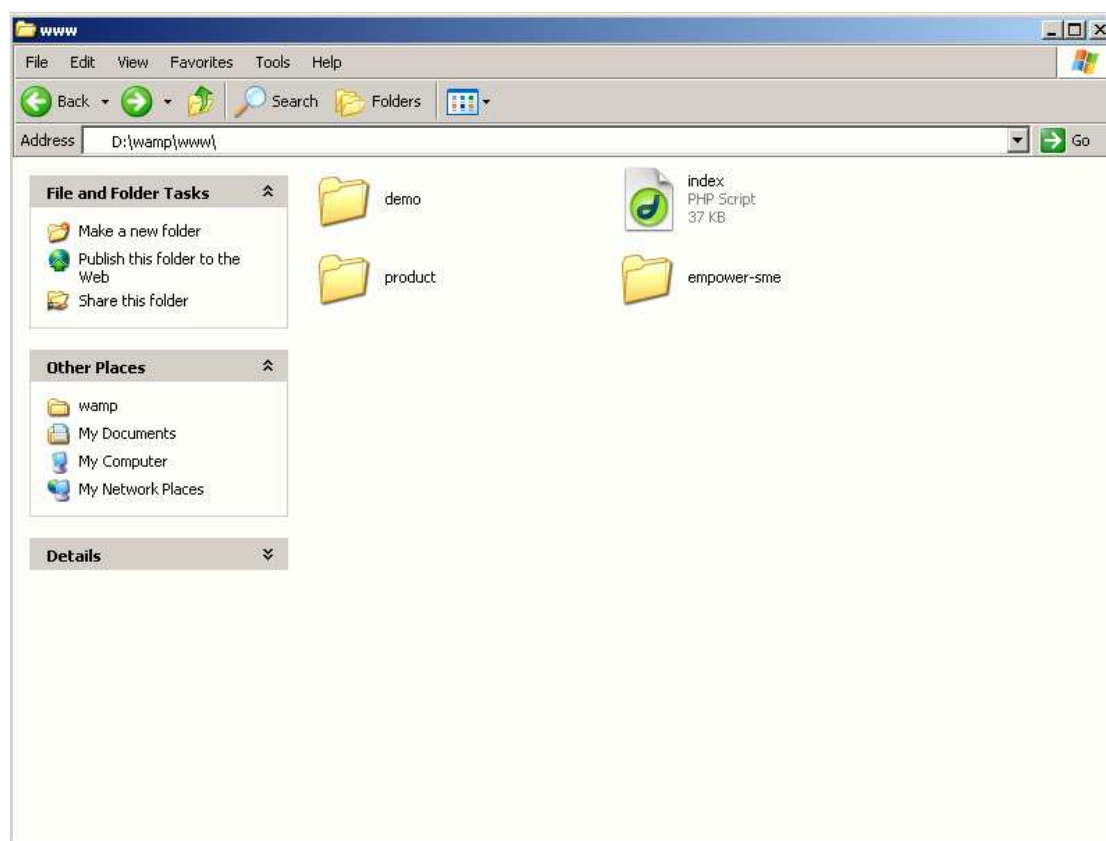 www
File Edit View Favorites Tools Help
Back Search Folders
Address D:\wamp\www\ Go
File and Folder Tasks
Make a new folder
Publish this folder to the
Web
Share this folder
Other Places
wamp
My Documents
My Computer
My Network Places
Details
demo
index
PHP Script
37 KB
product
empower-sme